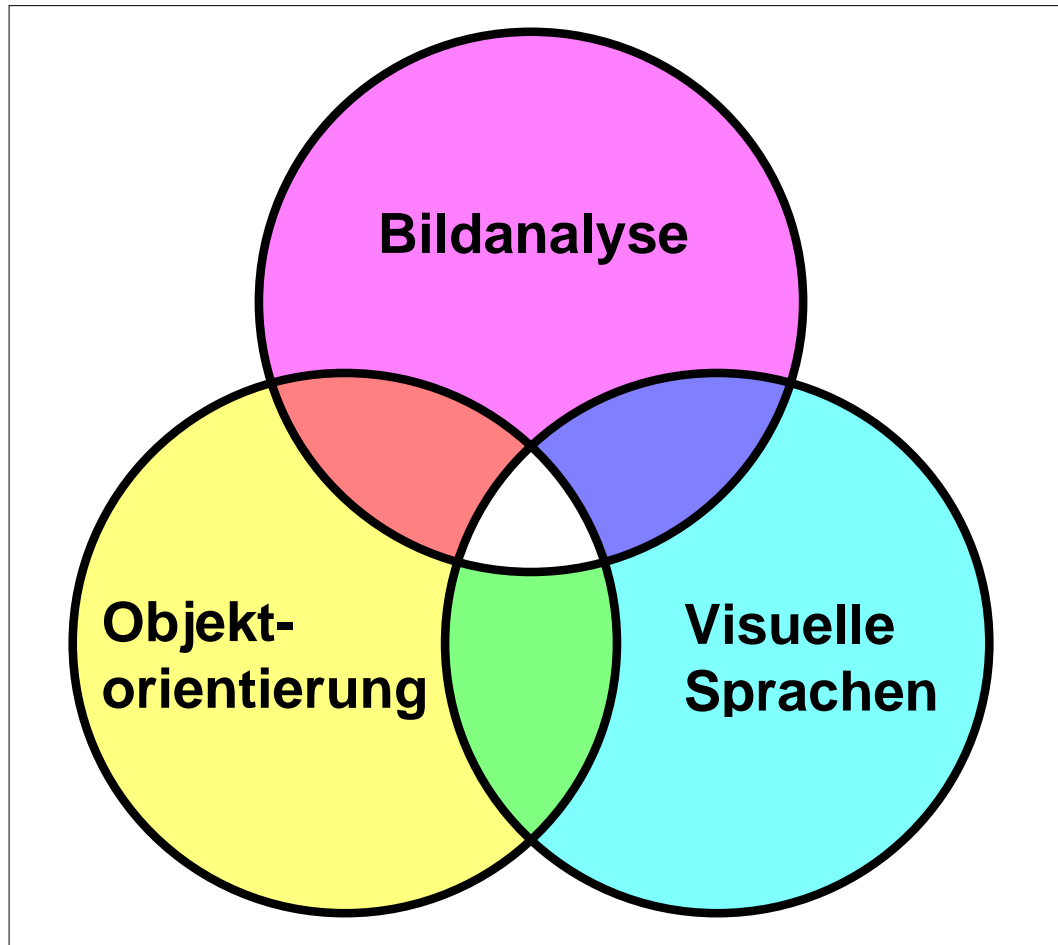 Bildanalyse
Objekt-
orientierung
Visuelle
Sprachen